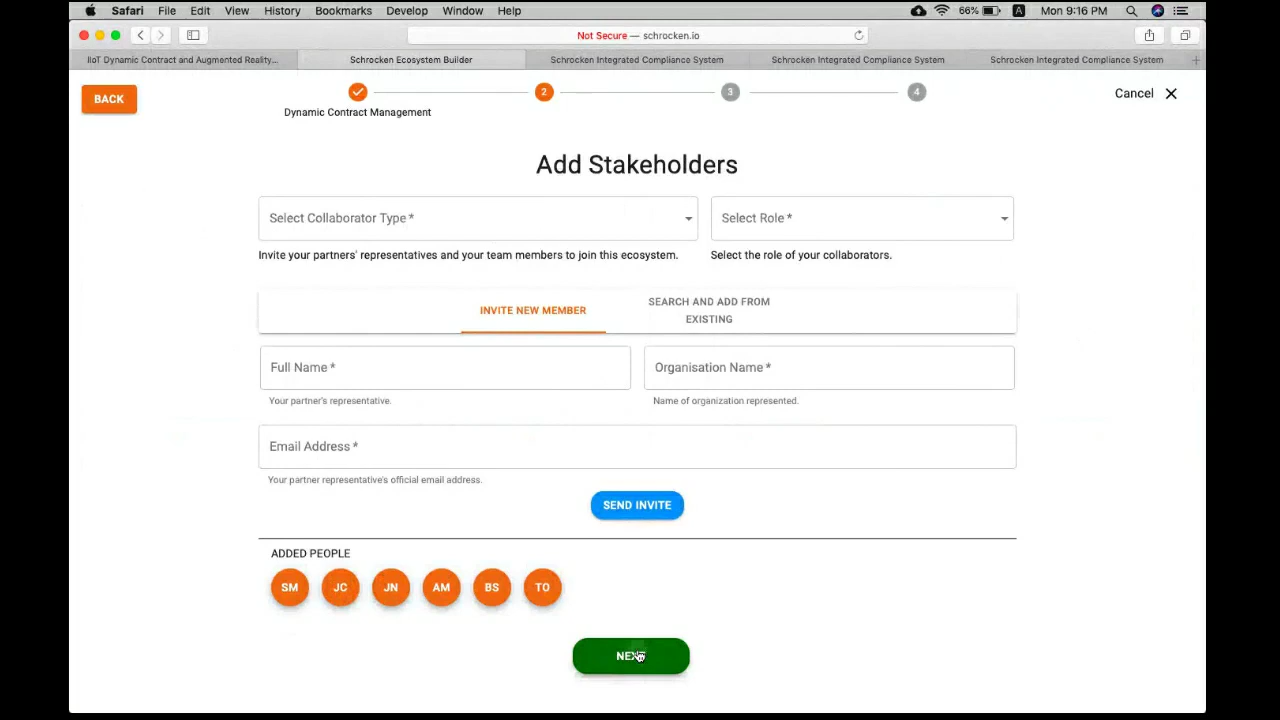 Safari File Edit View History Bookmarks Develop Window Help 66% A Mon 9:16 PM
Not Secure — schrocken.io
IIoT Dynamic Contract and Augmented Reality... Schrocken Ecosystem Builder Schrocken Integrated Compliance System Schrocken Integrated Compliance System Schrocken Integrated Compliance System
BACK 2 3 4 Cancel
Dynamic Contract Management
Add Stakeholders
Select Collaborator Type * Select Role *
Invite your partners' representatives and your team members to join this ecosystem. Select the role of your collaborators.
INVITE NEW MEMBER SEARCH AND ADD FROM
EXISTING
Full Name * Organisation Name *
Your partner's representative. Name of organization represented.
Email Address *
Your partner representative's official email address.
SEND INVITE
ADDED PEOPLE
SM JC JN AM BS TO
NEXT